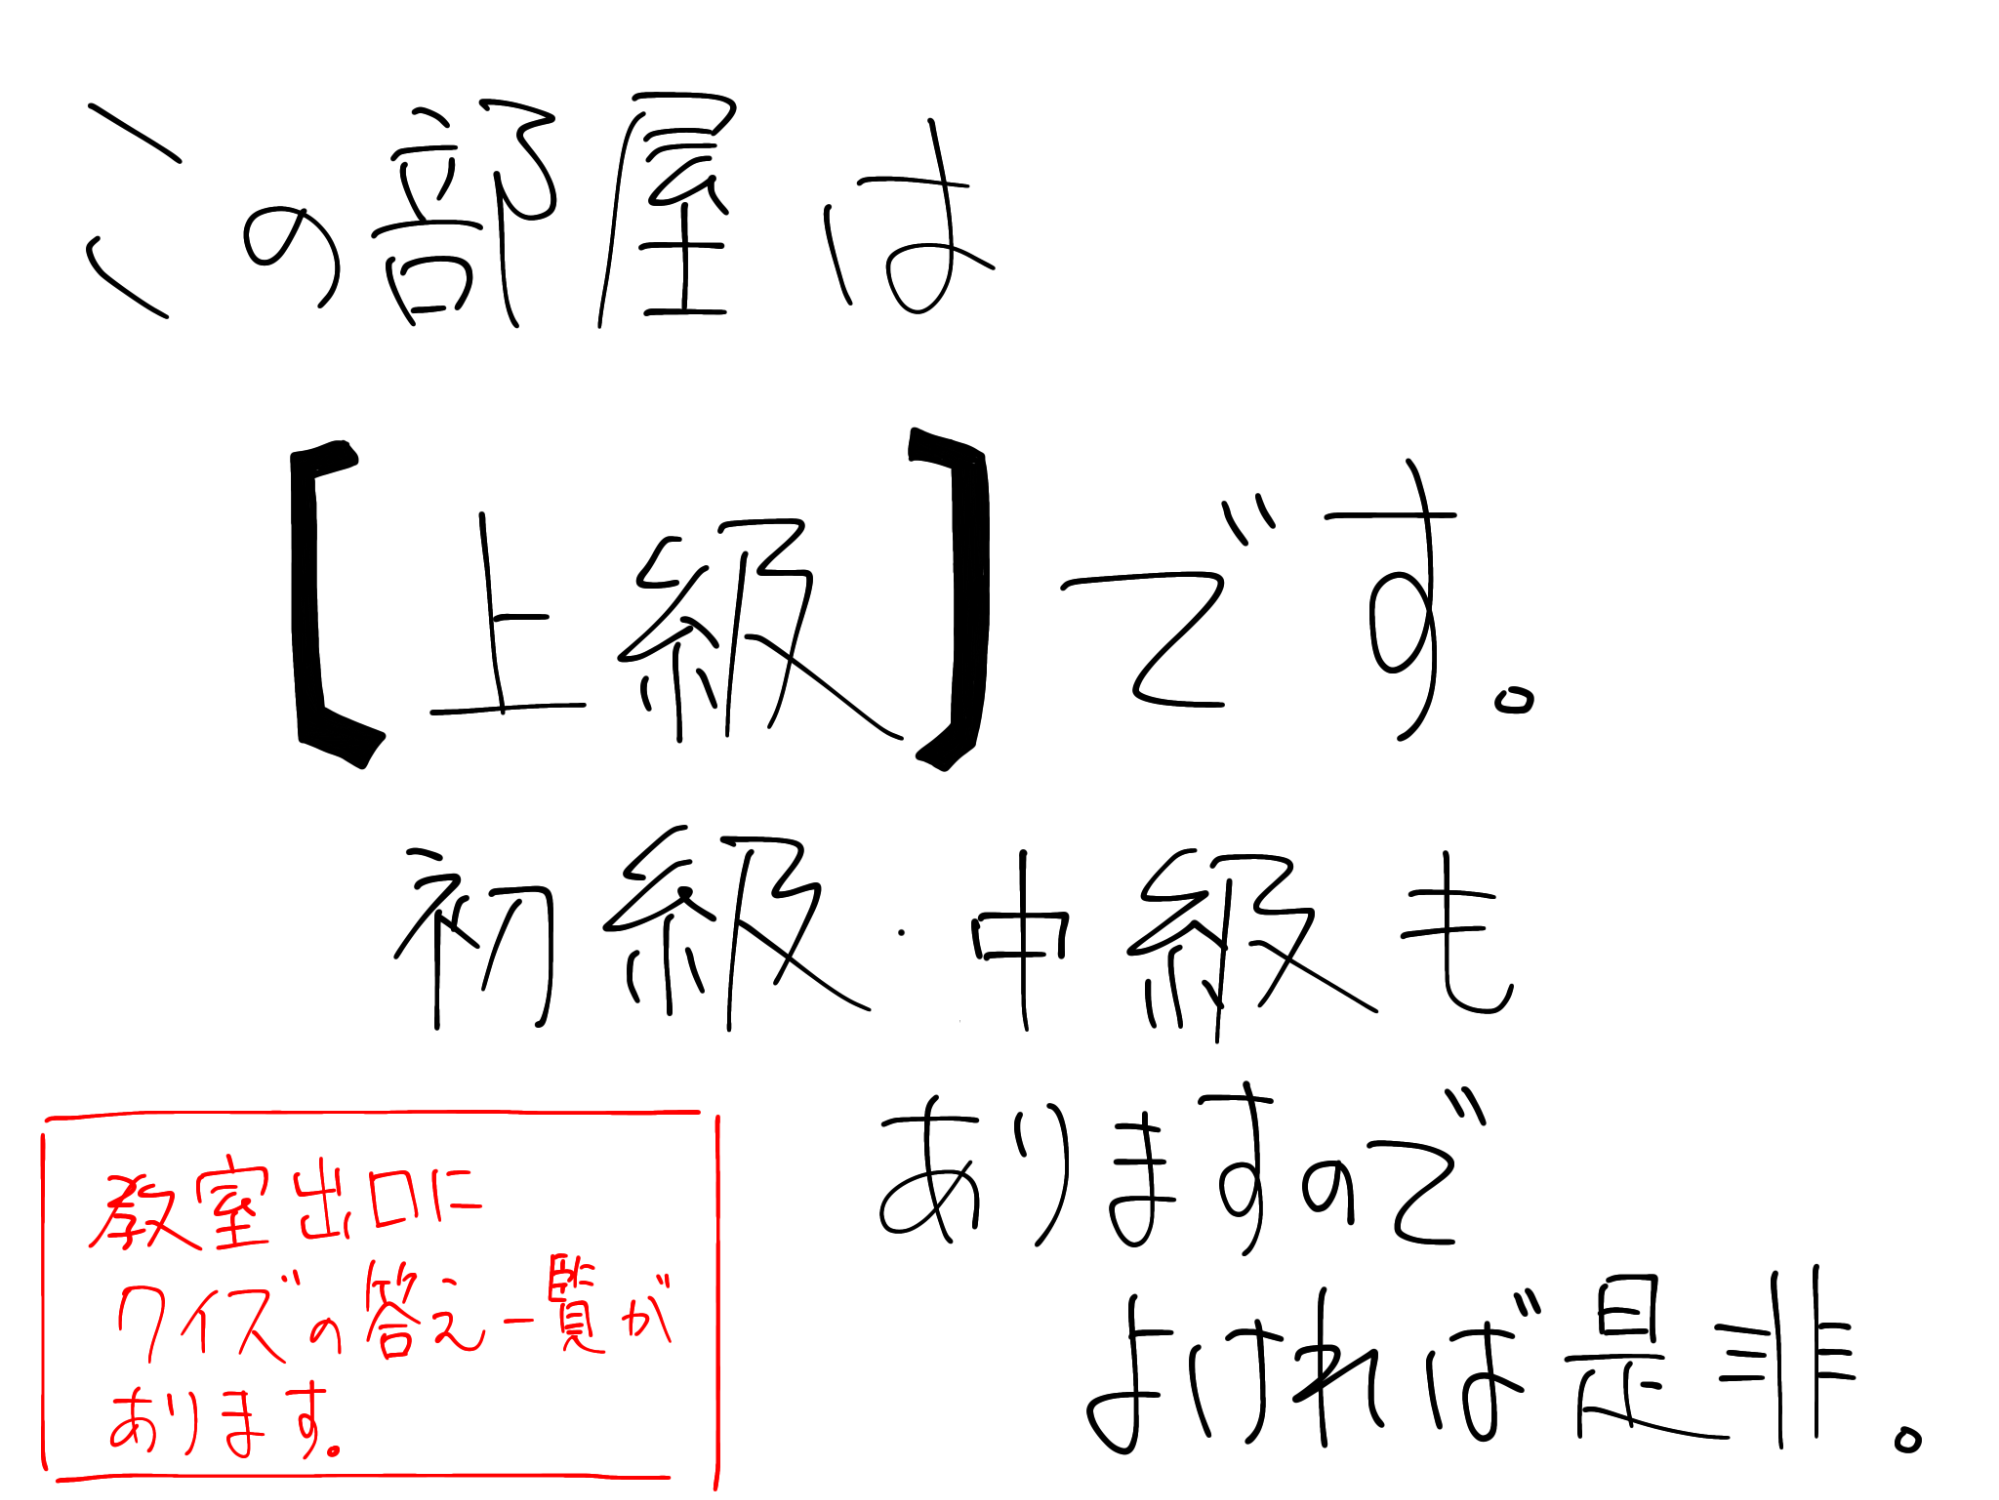 この部屋は
【上級】です。
初級・中級も
ありますので
よければ是非。
教室出口に
クイズの答え一覧が
あります。